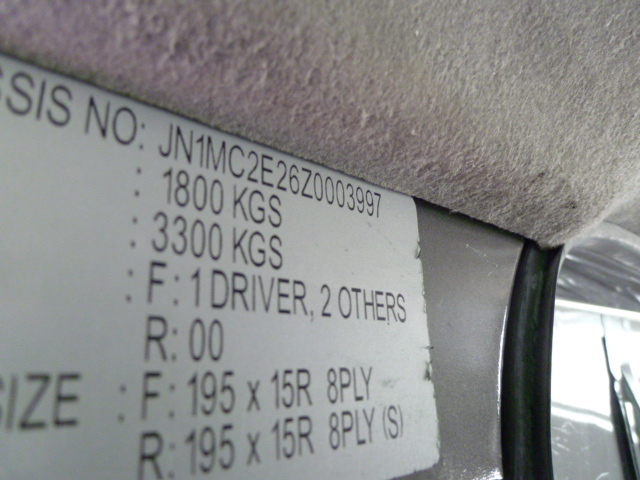 SSIS NO: JN1MC2E26Z0003997
: 1800 KGS
: 3300 KGS
: F: 1 DRIVER, 2 OTHERS
R: 00
SIZE : F: 195 x 15R 8PLY
R: 195 x 15R 8PLY (S)